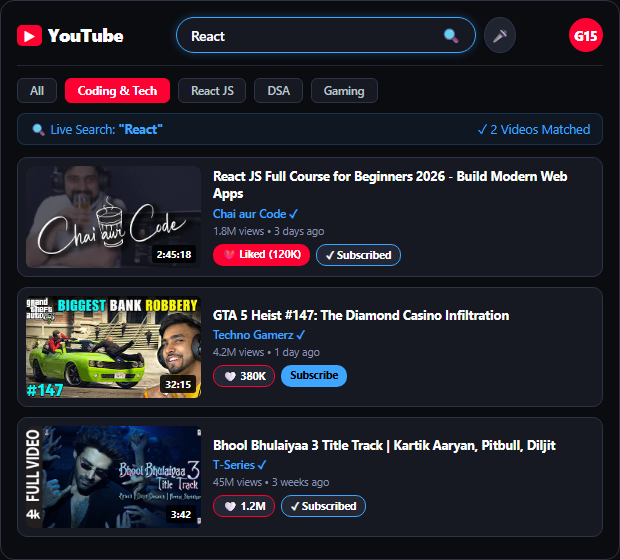 YouTube
React
G15
All
Coding & Tech
React JS
DSA
Gaming
Live Search: "React"
✓ 2 Videos Matched
Chai aur Code
2:45:18
React JS Full Course for Beginners 2026 - Build Modern Web
Apps
Chai aur Code ✓
1.8M views • 3 days ago
Liked (120K)
✓ Subscribed
grand
theft
auto
BIGGEST BANK ROBBERY
#147
32:15
GTA 5 Heist #147: The Diamond Casino Infiltration
Techno Gamerz ✓
4.2M views • 1 day ago
380K
Subscribe
4k FULL VIDEO
Bhool Bhulaiyaa 3
Title Track
3:42
Bhool Bhulaiyaa 3 Title Track | Kartik Aaryan, Pitbull, Diljit
T-Series ✓
45M views • 3 weeks ago
1.2M
✓ Subscribed